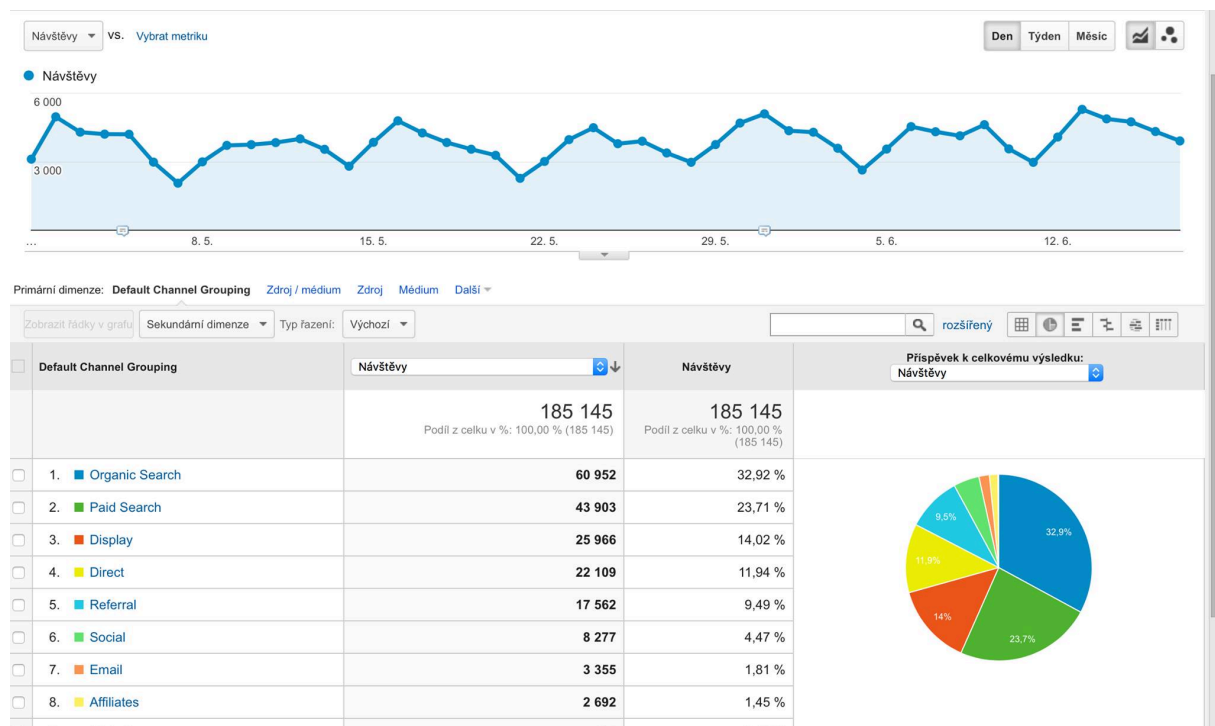 Návštěvy vs. Vybrat metriku Den Týden Měsíc
Návštěvy
6 000
3 000
... 8. 5. 15. 5. 22. 5. 29. 5. 5. 6. 12. 6.
Primární dimenze: Default Channel Grouping Zdroj / médium Zdroj Médium Další
Zobrazit řádky v grafu Sekundární dimenze Typ řazení: Výchozí rozšířený
Default Channel Grouping Návštěvy Návštěvy Příspěvek k celkovému výsledku:
Návštěvy
185 145 185 145
Podíl z celku v %: 100,00 % (185 145) Podíl z celku v %: 100,00 %
(185 145)
1. Organic Search 60 952 32,92 %
2. Paid Search 43 903 23,71 %
3. Display 25 966 14,02 %
4. Direct 22 109 11,94 %
5. Referral 17 562 9,49 %
6. Social 8 277 4,47 %
7. Email 3 355 1,81 %
8. Affiliates 2 692 1,45 %
9,5%
32,9%
11,9%
14%
23,7%